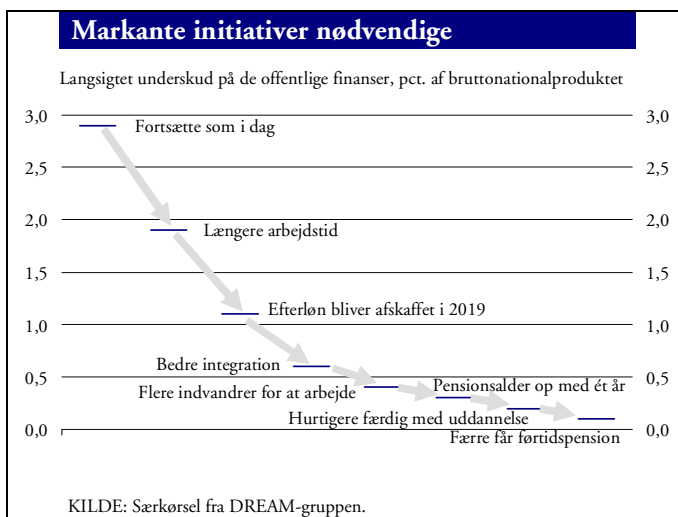 Markante initiativer nødvendige
Langsigtet underskud på de offentlige finanser, pct. af bruttonationalproduktet
3,0 3,0
Fortsætte som i dag
2,5 2,5
2,0 2,0
Længere arbejdstid
1,5 1,5
Efterløn bliver afskaffet i 2019
1,0 1,0
Bedre integration
0,5 0,5
Pensionsalder op med ét år
Flere indvandrer for at arbejde
Hurtigere færdig med uddannelse
0,0 0,0
Færre får førtidspension
KILDE: Særkørsel fra DREAM-gruppen.